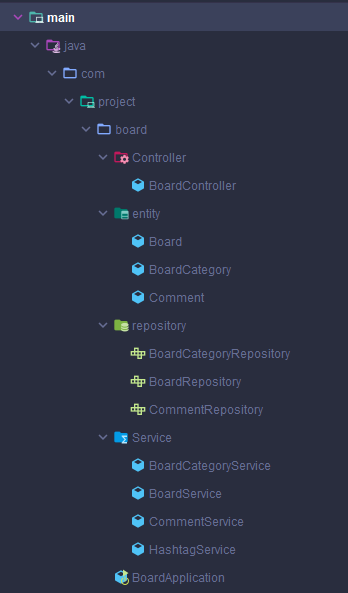 main
java
com
project
board
Controller
BoardController
entity
Board
BoardCategory
Comment
repository
BoardCategoryRepository
BoardRepository
CommentRepository
Service
BoardCategoryService
BoardService
CommentService
HashtagService
BoardApplication